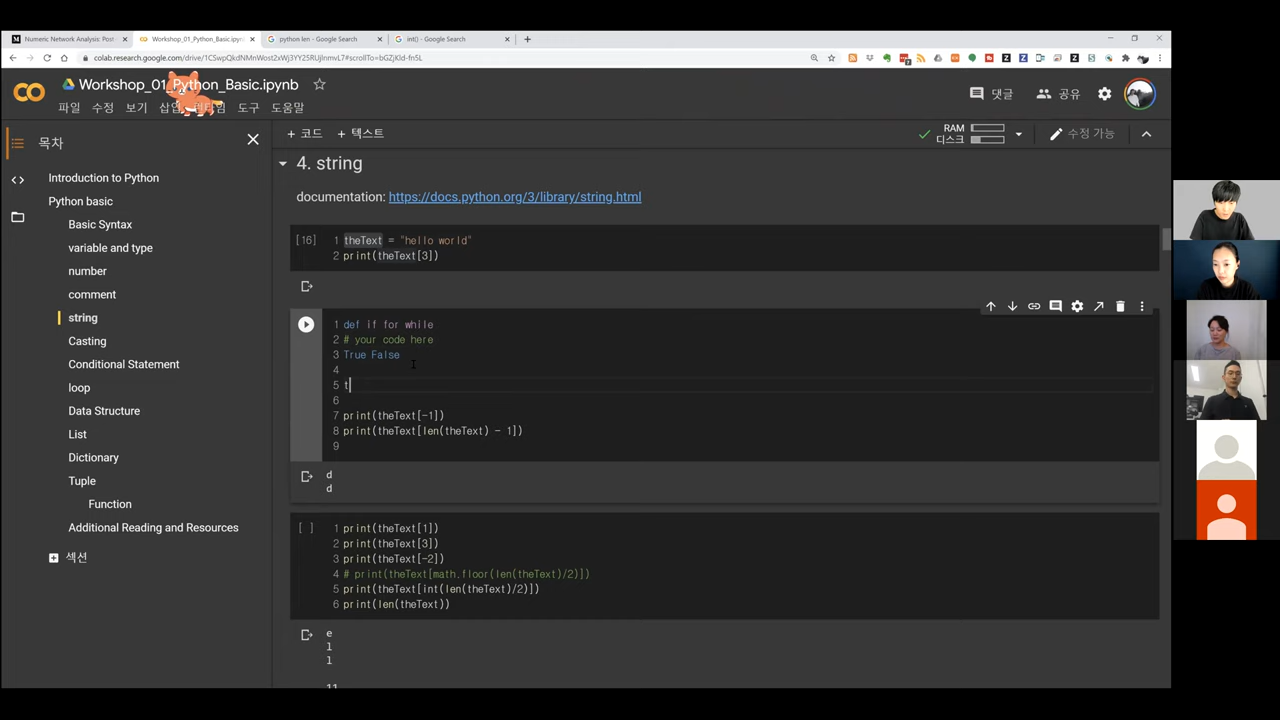 Numeric Network Analysis: Post
Workshop_01_Python_Basic.ipynb
python len - Google Search
int() - Google Search
colab.research.google.com/drive/1CSwpQkdNMnWost2xWj3YY25RUjlnmvL7#scrollTo=bGZjKld-fn5L
Workshop_01_Python_Basic.ipynb
파일 수정 보기 삽입 런타임 도구 도움말
댓글
공유
+ 코드 + 텍스트
RAM
디스크
수정 가능
목차
Introduction to Python
Python basic
Basic Syntax
variable and type
number
comment
string
Casting
Conditional Statement
loop
Data Structure
List
Dictionary
Tuple
Function
Additional Reading and Resources
섹션
4. string
documentation: https://docs.python.org/3/library/string.html
[16]
1 theText = "hello world"
2 print(theText[3])
1 def if for while
2 # your code here
3 True False
4
5 t
6
7 print(theText[-1])
8 print(theText[len(theText) - 1])
9
d
d
[ ]
1 print(theText[1])
2 print(theText[3])
3 print(theText[-2])
4 # print(theText[math.floor(len(theText)/2)])
5 print(theText[int(len(theText)/2)])
6 print(len(theText))
e
l
l
11